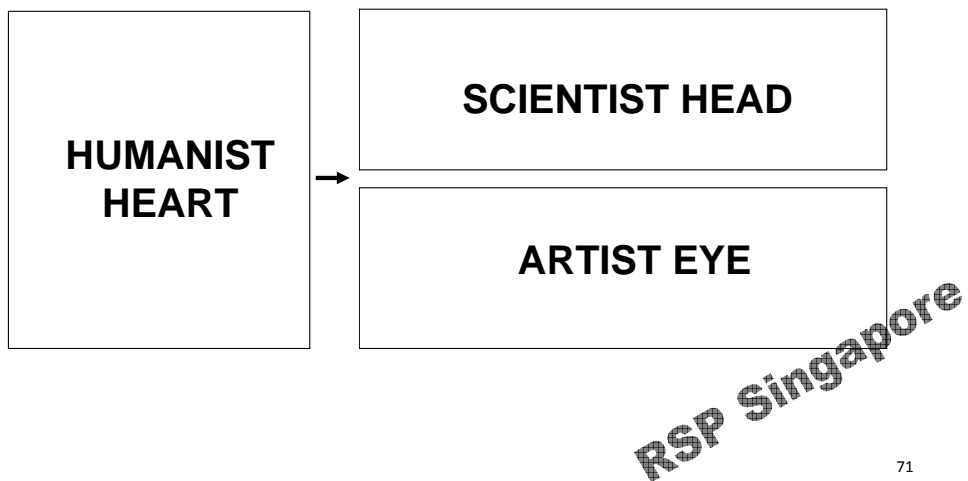 HUMANIST
HEART
SCIENTIST HEAD
ARTIST EYE
RSP Singapore
71